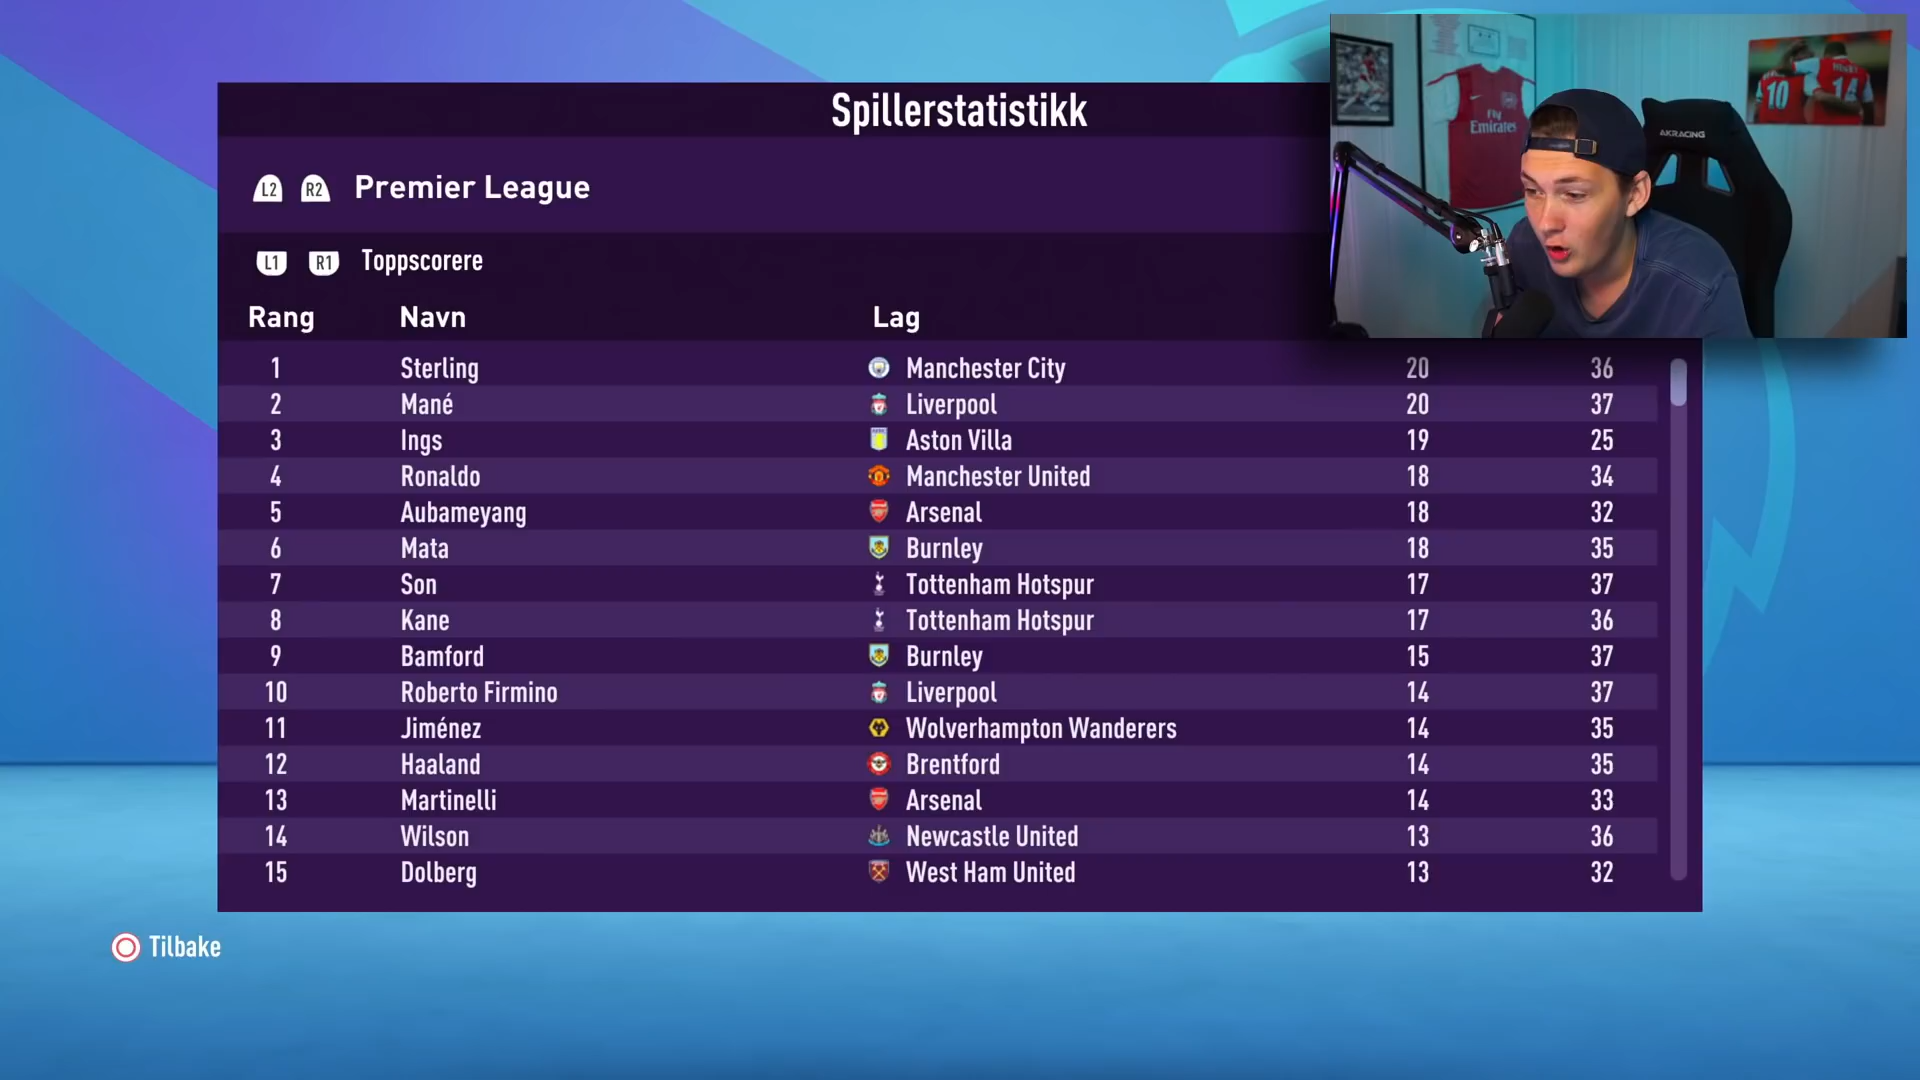 Spillerstatistikk
L2 R2 Premier League
L1 R1 Toppscorere
Rang Navn Lag
1 Sterling Manchester City 20 36
2 Mané Liverpool 20 37
3 Ings Aston Villa 19 25
4 Ronaldo Manchester United 18 34
5 Aubameyang Arsenal 18 32
6 Mata Burnley 18 35
7 Son Tottenham Hotspur 17 37
8 Kane Tottenham Hotspur 17 36
9 Bamford Burnley 15 37
10 Roberto Firmino Liverpool 14 37
11 Jiménez Wolverhampton Wanderers 14 35
12 Haaland Brentford 14 35
13 Martinelli Arsenal 14 33
14 Wilson Newcastle United 13 36
15 Dolberg West Ham United 13 32
Tilbake
Fly
Emirates
AKRACING
10
14